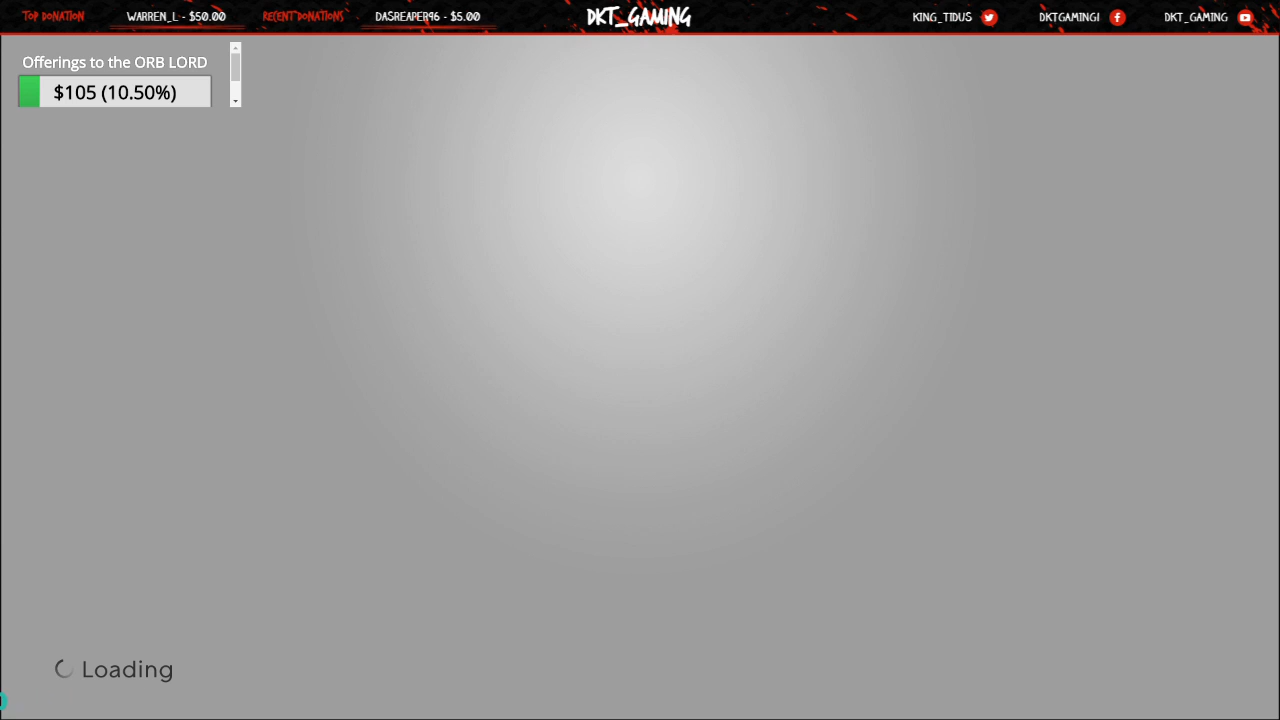 TOP DONATION
WARREN_L - $50.00
RECENT DONATIONS
DASREAPER96 - $5.00
DKT_GAMING
KING_TIDUS
DKTGAMING1
DKT_GAMING
Offerings to the ORB LORD
$105 (10.50%)
Loading